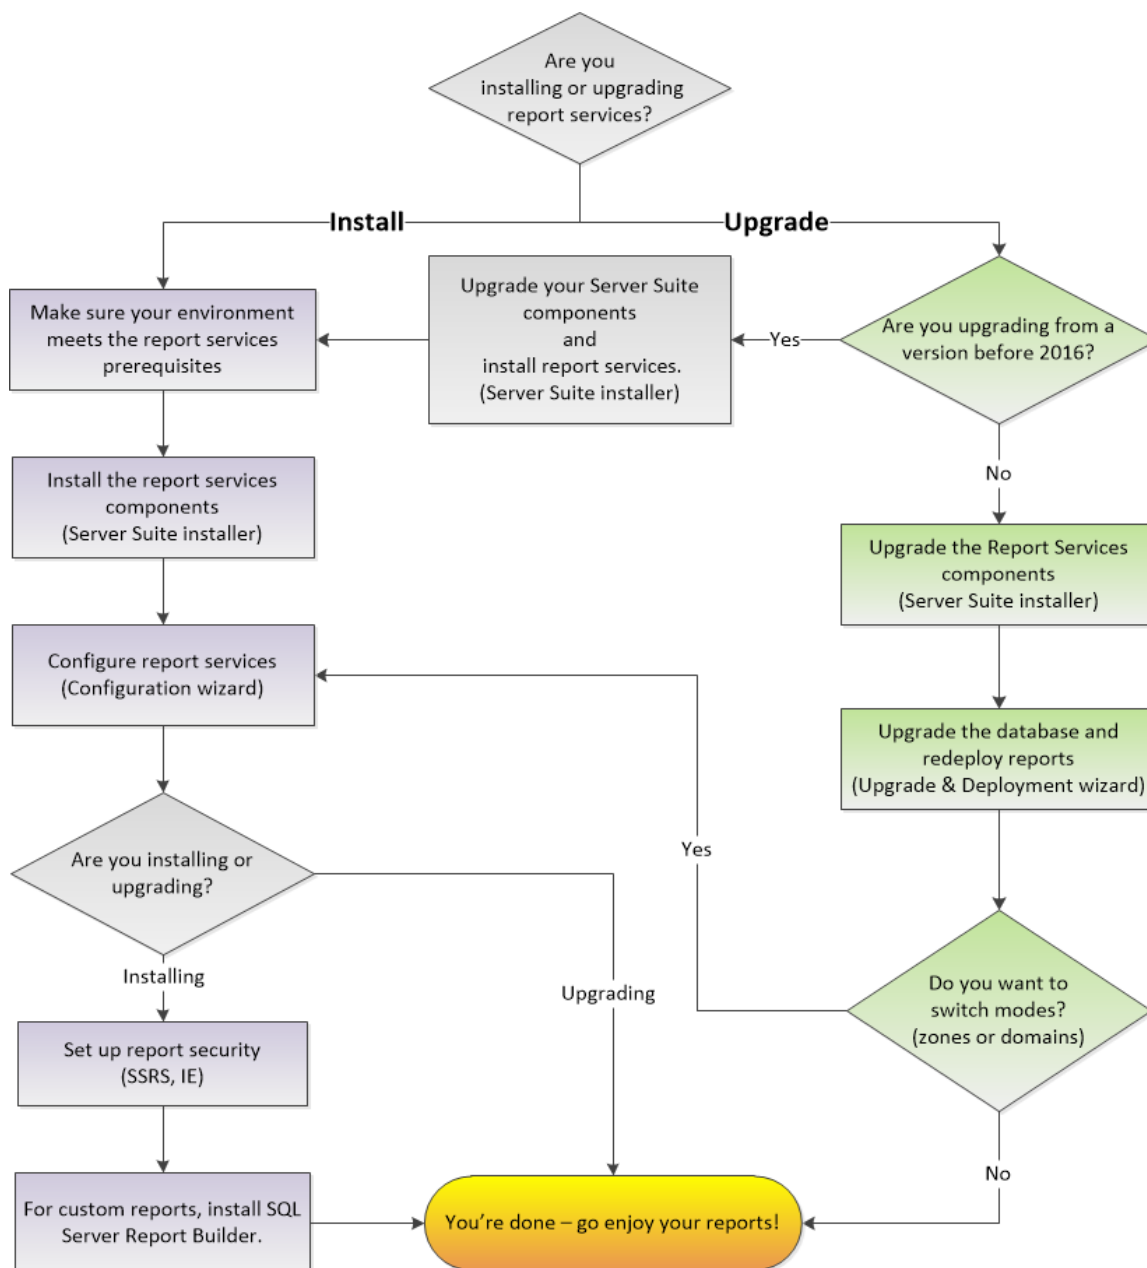 Are you
installing or upgrading
report services?
Install
Upgrade
Make sure your environment
meets the report services
prerequisites
Upgrade your Server Suite
components
and
install report services.
(Server Suite installer)
Yes
Are you upgrading from a
version before 2016?
No
Install the report services
components
(Server Suite installer)
Upgrade the Report Services
components
(Server Suite installer)
Configure report services
(Configuration wizard)
Upgrade the database and
redeploy reports
(Upgrade & Deployment wizard)
Yes
Are you installing or
upgrading?
Installing
Upgrading
Do you want to
switch modes?
(zones or domains)
Set up report security
(SSRS, IE)
No
For custom reports, install SQL
Server Report Builder.
You’re done – go enjoy your reports!